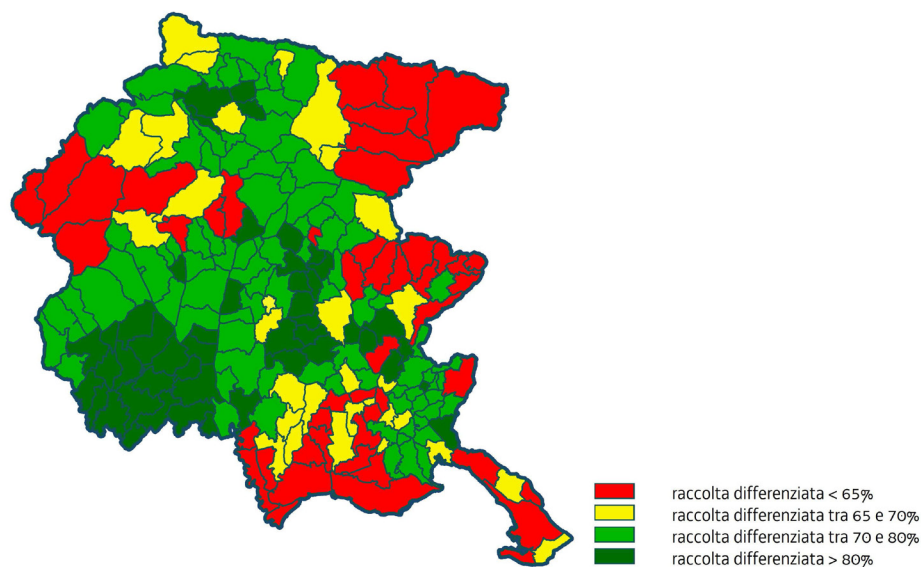 raccolta differenziata < 65%
raccolta differenziata tra 65 e 70%
raccolta differenziata tra 70 e 80%
raccolta differenziata > 80%